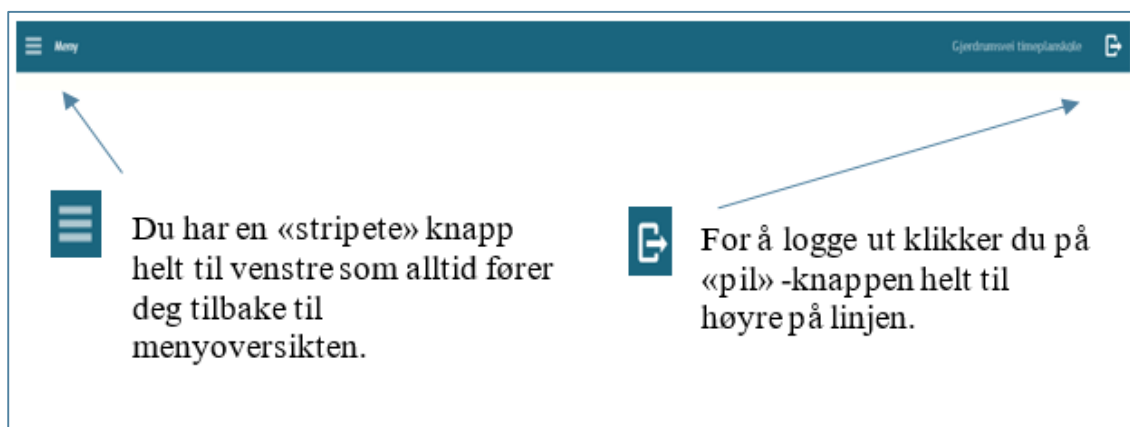 Meny
Gjerdrumsvei timeplanskole
Du har en «stripete» knapp
helt til venstre som alltid fører
deg tilbake til
menyoversikten.
For å logge ut klikker du på
«pil» -knappen helt til
høyre på linjen.